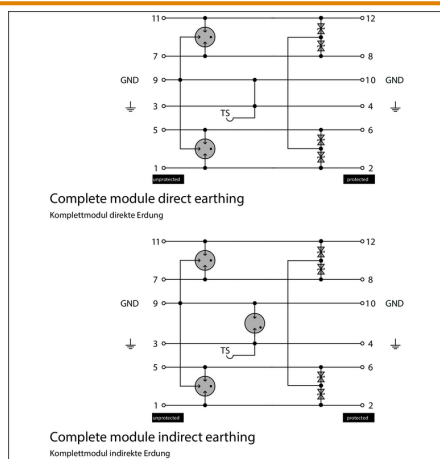 11 12
7 8
GND 9 10 GND
3 4
TS
5 6
1 2
unprotected protected
Complete module direct earthing
Komplettmodul direkte Erdung
11 12
7 8
GND 9 10 GND
3 4
TS
5 6
1 2
unprotected protected
Complete module indirect earthing
Komplettmodul indirekte Erdung